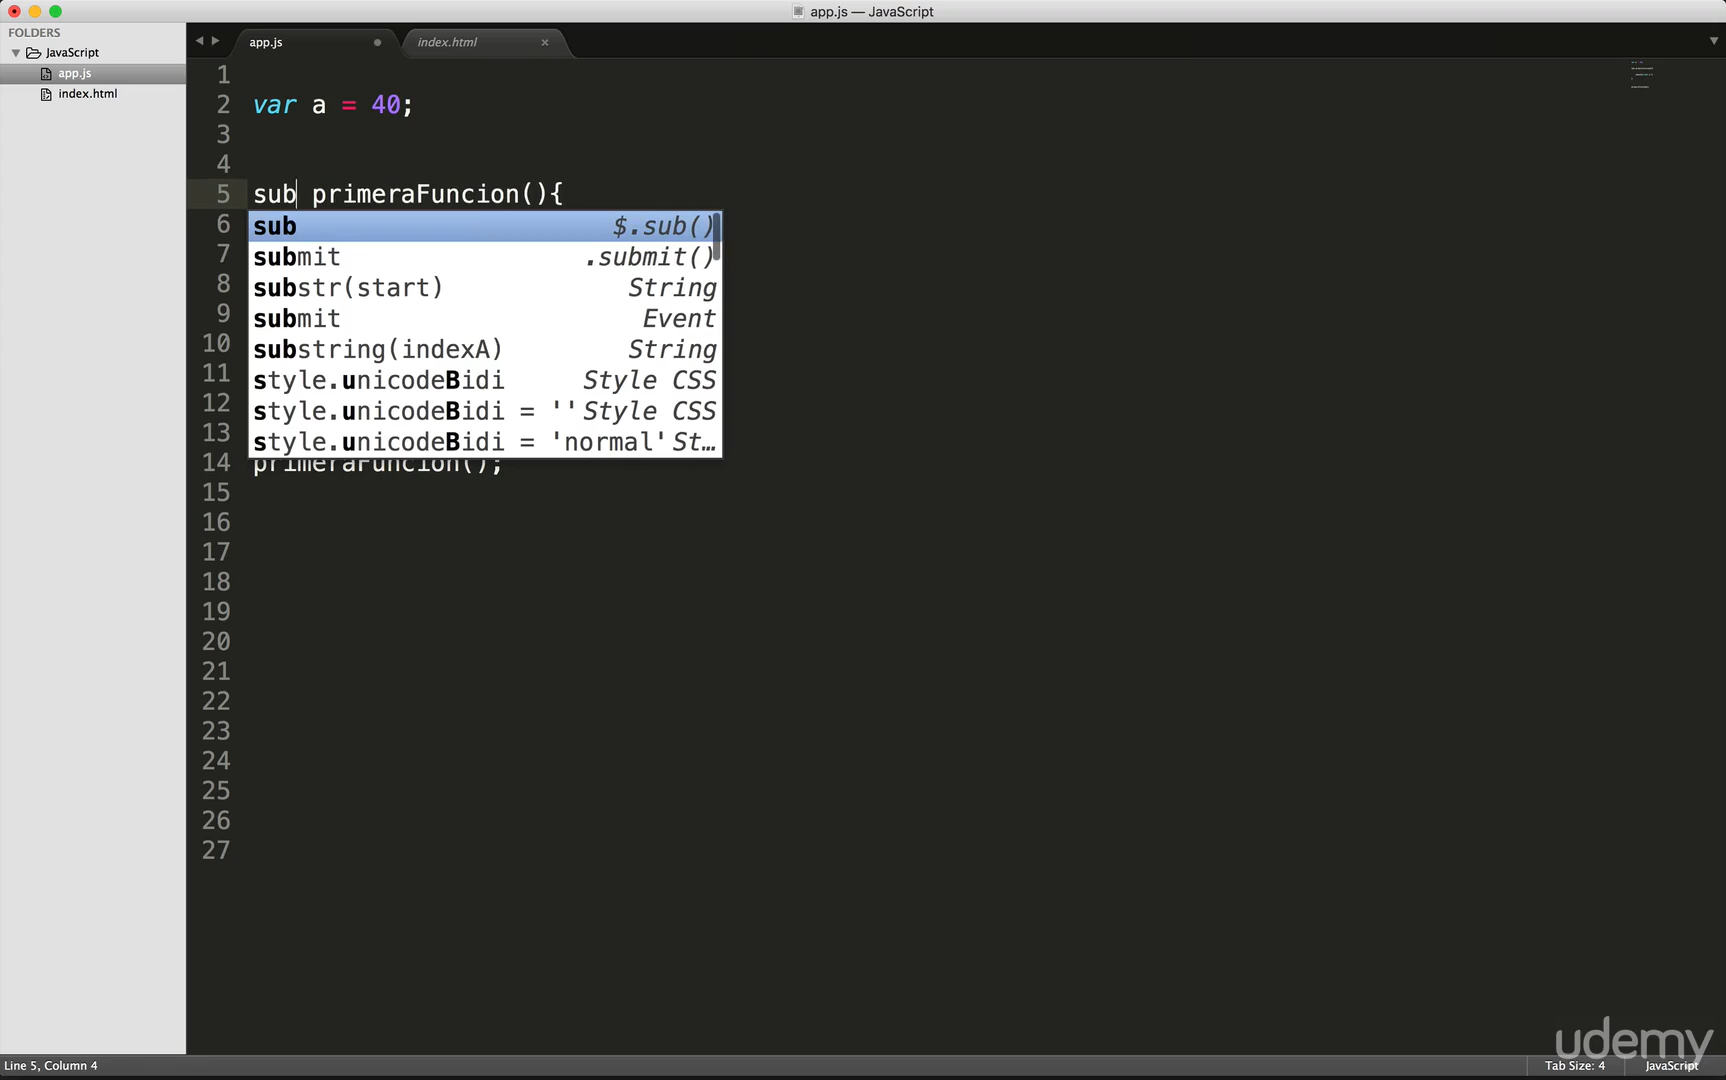 app.js — JavaScript
FOLDERS
JavaScript
app.js
index.html
app.js
index.html
1
2 var a = 40;
3
4
5 sub primeraFuncion(){
6
7
8
9
10
11
12
13
14 primeraFuncion();
15
16
17
18
19
20
21
22
23
24
25
26
27
sub $.sub()
submit .submit()
substr(start) String
submit Event
substring(indexA) String
style.unicodeBidi Style CSS
style.unicodeBidi = '' Style CSS
style.unicodeBidi = 'normal' St…
udemy
Line 5, Column 4
Tab Size: 4
JavaScript